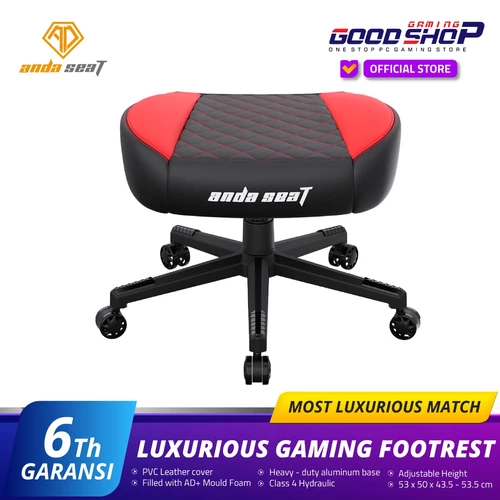 anda seaT
GAMING
GOOD SHOP
ONE STOP PC GAMING STORE
OFFICIAL STORE
anda seaT
MOST LUXURIOUS MATCH
6Th
GARANSI
LUXURIOUS GAMING FOOTREST
• PVC Leather cover
• Filled with AD+ Mould Foam
• Heavy - duty aluminum base
• Class 4 Hydraulic
• Adjustable Height
• 53 x 50 x 43.5 - 53.5 cm